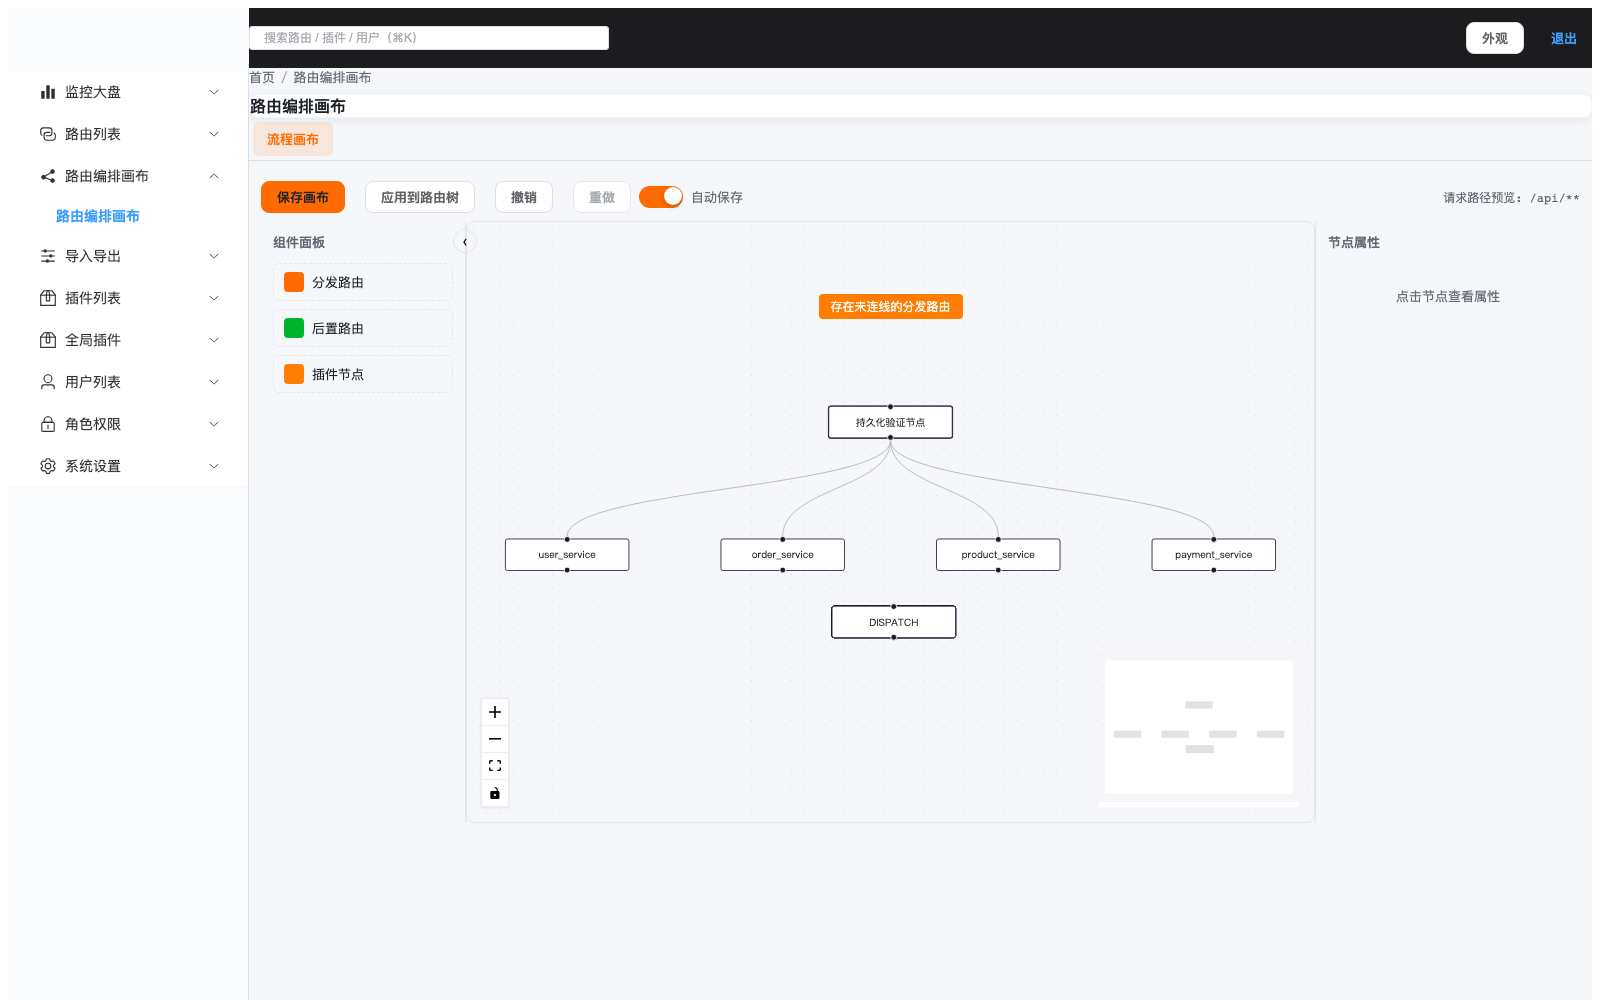 搜索路由 / 插件 / 用户（⌘K）
外观
退出
监控大盘
路由列表
路由编排画布
路由编排画布
导入导出
插件列表
全局插件
用户列表
角色权限
系统设置
首页 / 路由编排画布
路由编排画布
流程画布
保存画布
应用到路由树
撤销
重做
自动保存
请求路径预览: /api/**
组件面板
分发路由
后置路由
插件节点
存在未连线的分发路由
持久化验证节点
user_service
order_service
product_service
payment_service
DISPATCH
节点属性
点击节点查看属性